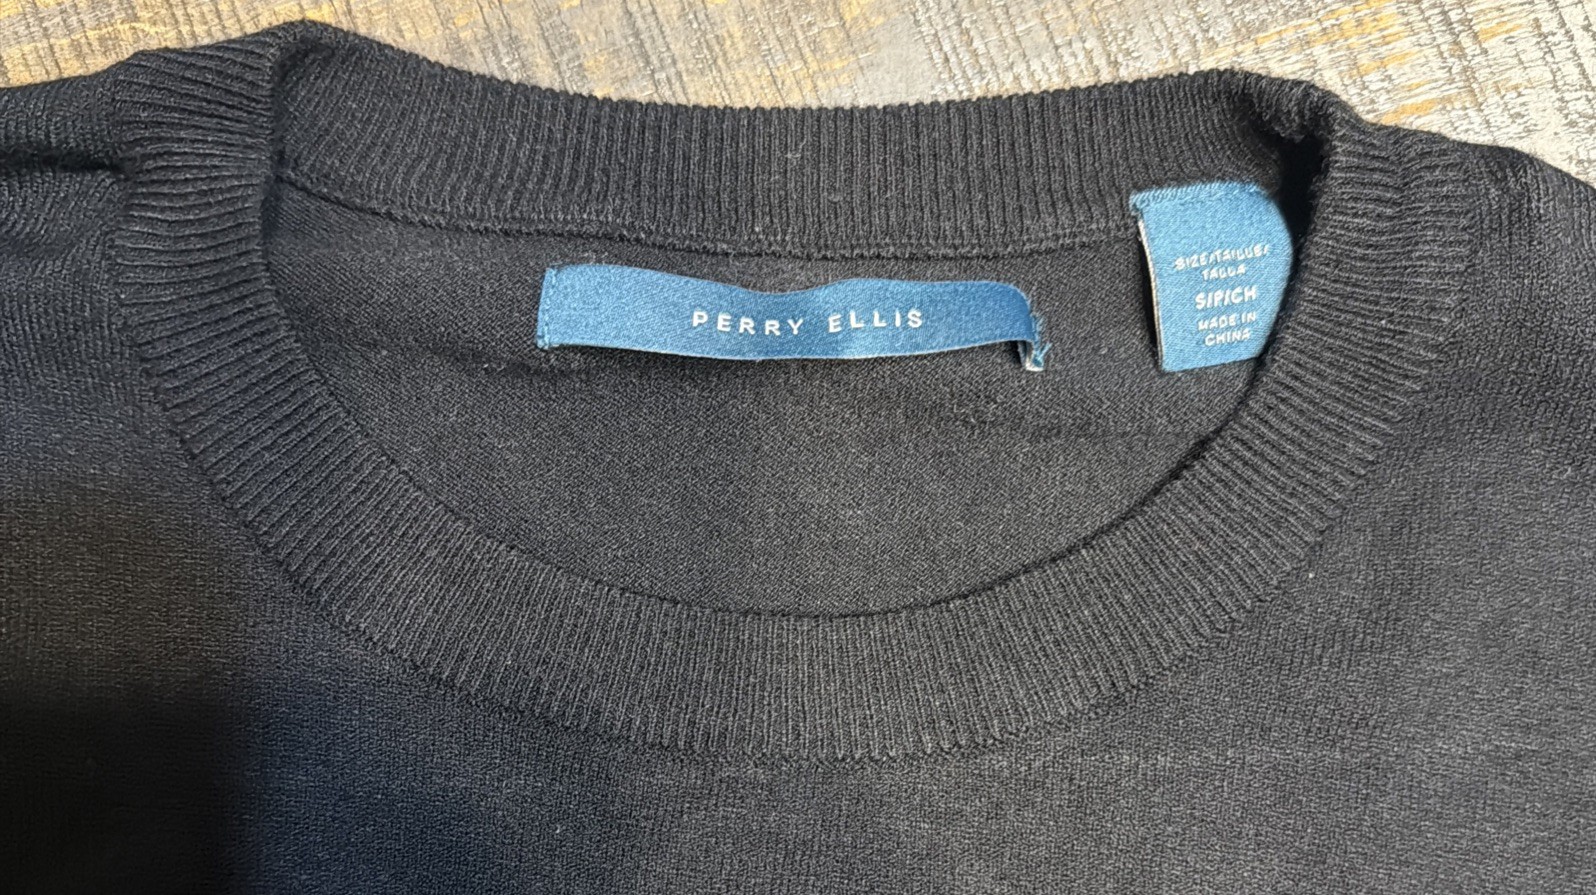 PERRY ELLIS
SIZE/TAILLE/
TALLA
S/P/CH
MADE IN
CHINA